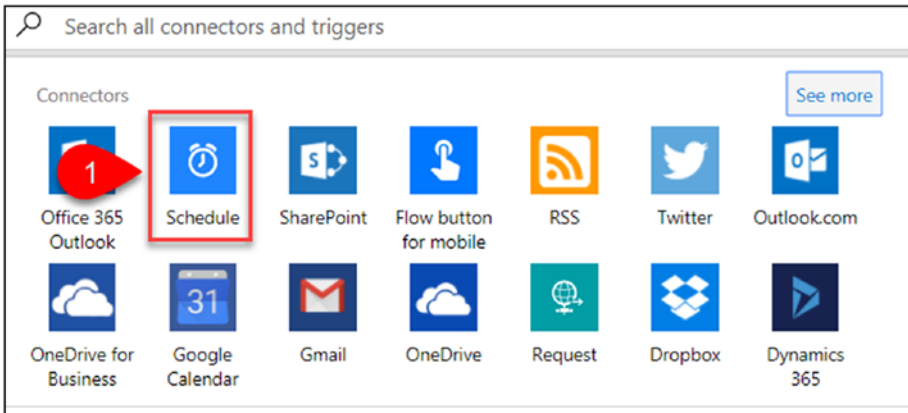 Search all connectors and triggers
Connectors
See more
1
Office 365
Outlook
Schedule
SharePoint
Flow button
for mobile
RSS
Twitter
Outlook.com
S
o
31
M
OneDrive for
Business
Google
Calendar
Gmail
OneDrive
Request
Dropbox
Dynamics
365